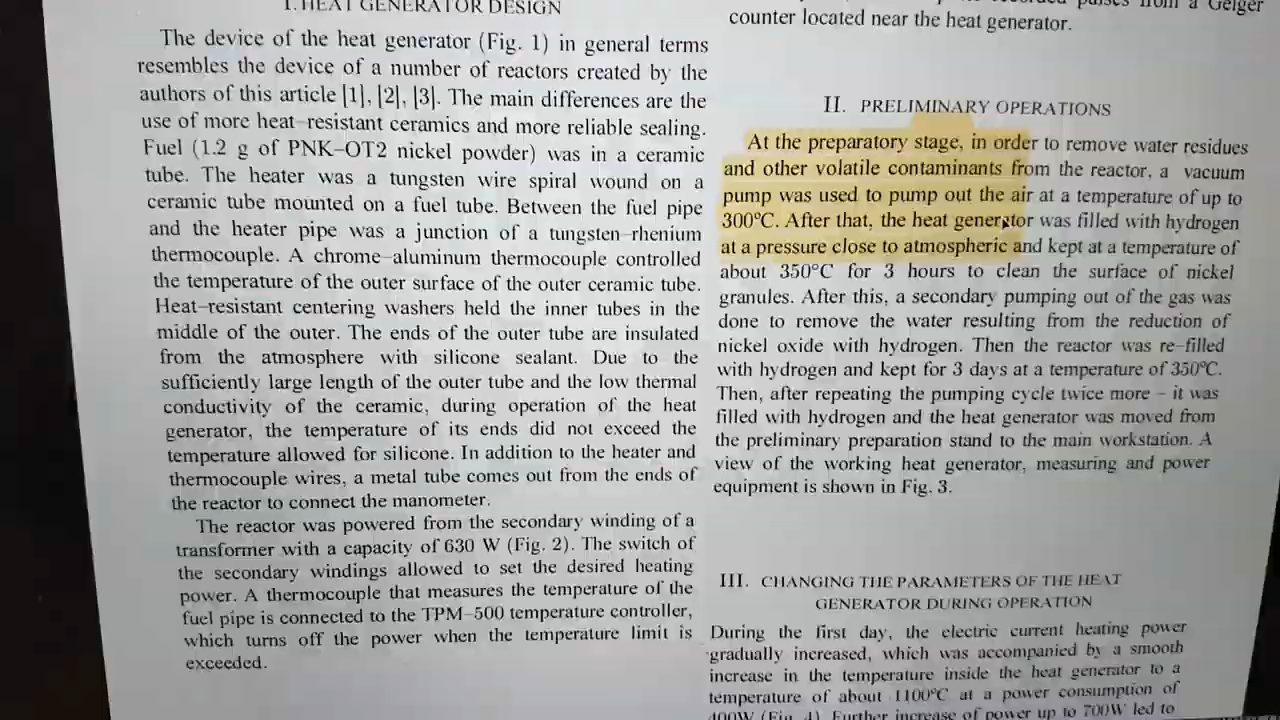 I. HEAT GENERATOR DESIGN
The device of the heat generator (Fig. 1) in general terms
resembles the device of a number of reactors created by the
authors of this article [1], [2], [3]. The main differences are the
use of more heat–resistant ceramics and more reliable sealing.
Fuel (1.2 g of PNK–OT2 nickel powder) was in a ceramic
tube. The heater was a tungsten wire spiral wound on a
ceramic tube mounted on a fuel tube. Between the fuel pipe
and the heater pipe was a junction of a tungsten–rhenium
thermocouple. A chrome–aluminum thermocouple controlled
the temperature of the outer surface of the outer ceramic tube.
Heat–resistant centering washers held the inner tubes in the
middle of the outer. The ends of the outer tube are insulated
from the atmosphere with silicone sealant. Due to the
sufficiently large length of the outer tube and the low thermal
conductivity of the ceramic, during operation of the heat
generator, the temperature of its ends did not exceed the
temperature allowed for silicone. In addition to the heater and
thermocouple wires, a metal tube comes out from the ends of
the reactor to connect the manometer.
The reactor was powered from the secondary winding of a
transformer with a capacity of 630 W (Fig. 2). The switch of
the secondary windings allowed to set the desired heating
power. A thermocouple that measures the temperature of the
fuel pipe is connected to the TPM–500 temperature controller,
which turns off the power when the temperature limit is
exceeded.
pulses from a Geiger
counter located near the heat generator.
II. PRELIMINARY OPERATIONS
At the preparatory stage, in order to remove water residues
and other volatile contaminants from the reactor, a vacuum
pump was used to pump out the air at a temperature of up to
300°C. After that, the heat generator was filled with hydrogen
at a pressure close to atmospheric and kept at a temperature of
about 350°C for 3 hours to clean the surface of nickel
granules. After this, a secondary pumping out of the gas was
done to remove the water resulting from the reduction of
nickel oxide with hydrogen. Then the reactor was re–filled
with hydrogen and kept for 3 days at a temperature of 350°C.
Then, after repeating the pumping cycle twice more – it was
filled with hydrogen and the heat generator was moved from
the preliminary preparation stand to the main workstation. A
view of the working heat generator, measuring and power
equipment is shown in Fig. 3.
III. CHANGING THE PARAMETERS OF THE HEAT
GENERATOR DURING OPERATION
During the first day, the electric current heating power
gradually increased, which was accompanied by a smooth
increase in the temperature inside the heat generator to a
temperature of about 1100°C at a power consumption of
400W (Fig. 4). Further increase of power up to 700W led to